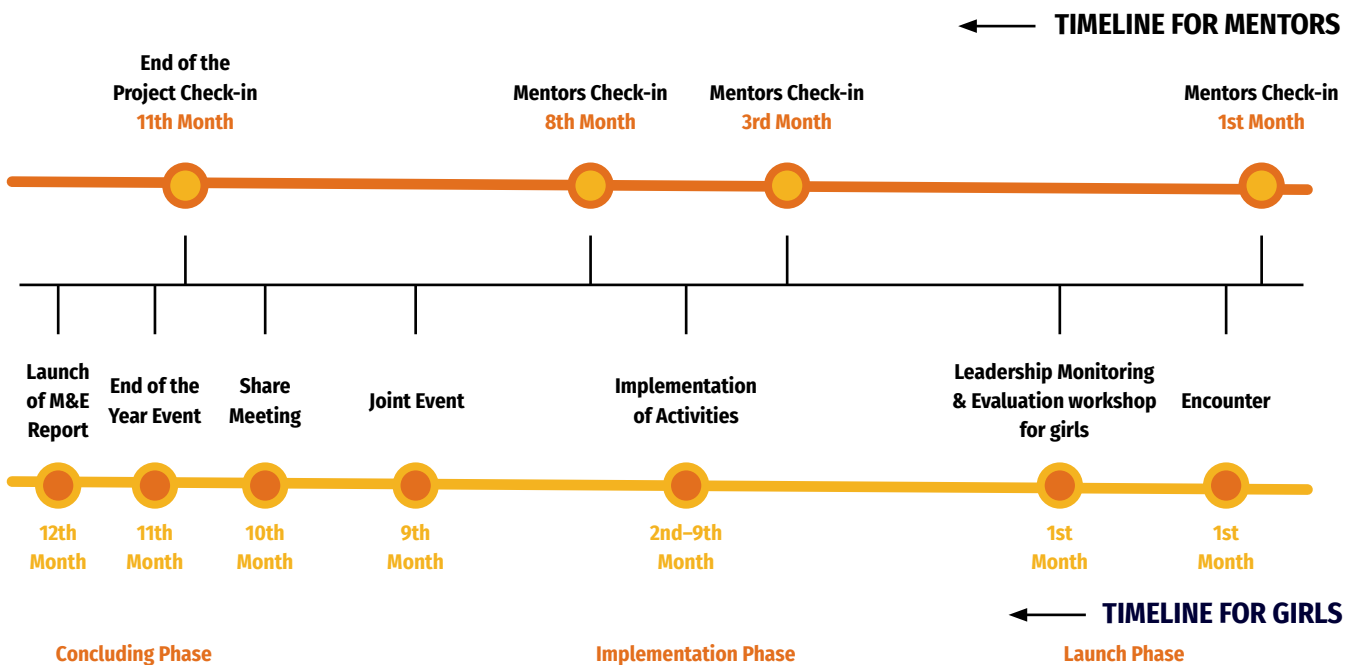 TIMELINE FOR MENTORS
End of the
Project Check-in
11th Month
Mentors Check-in
8th Month
Mentors Check-in
3rd Month
Mentors Check-in
1st Month
Launch
of M&E
Report
End of the
Year Event
Share
Meeting
Joint Event
Implementation
of Activities
Leadership Monitoring
& Evaluation workshop
for girls
Encounter
12th
Month
11th
Month
10th
Month
9th
Month
2nd–9th
Month
1st
Month
1st
Month
TIMELINE FOR GIRLS
Concluding Phase
Implementation Phase
Launch Phase